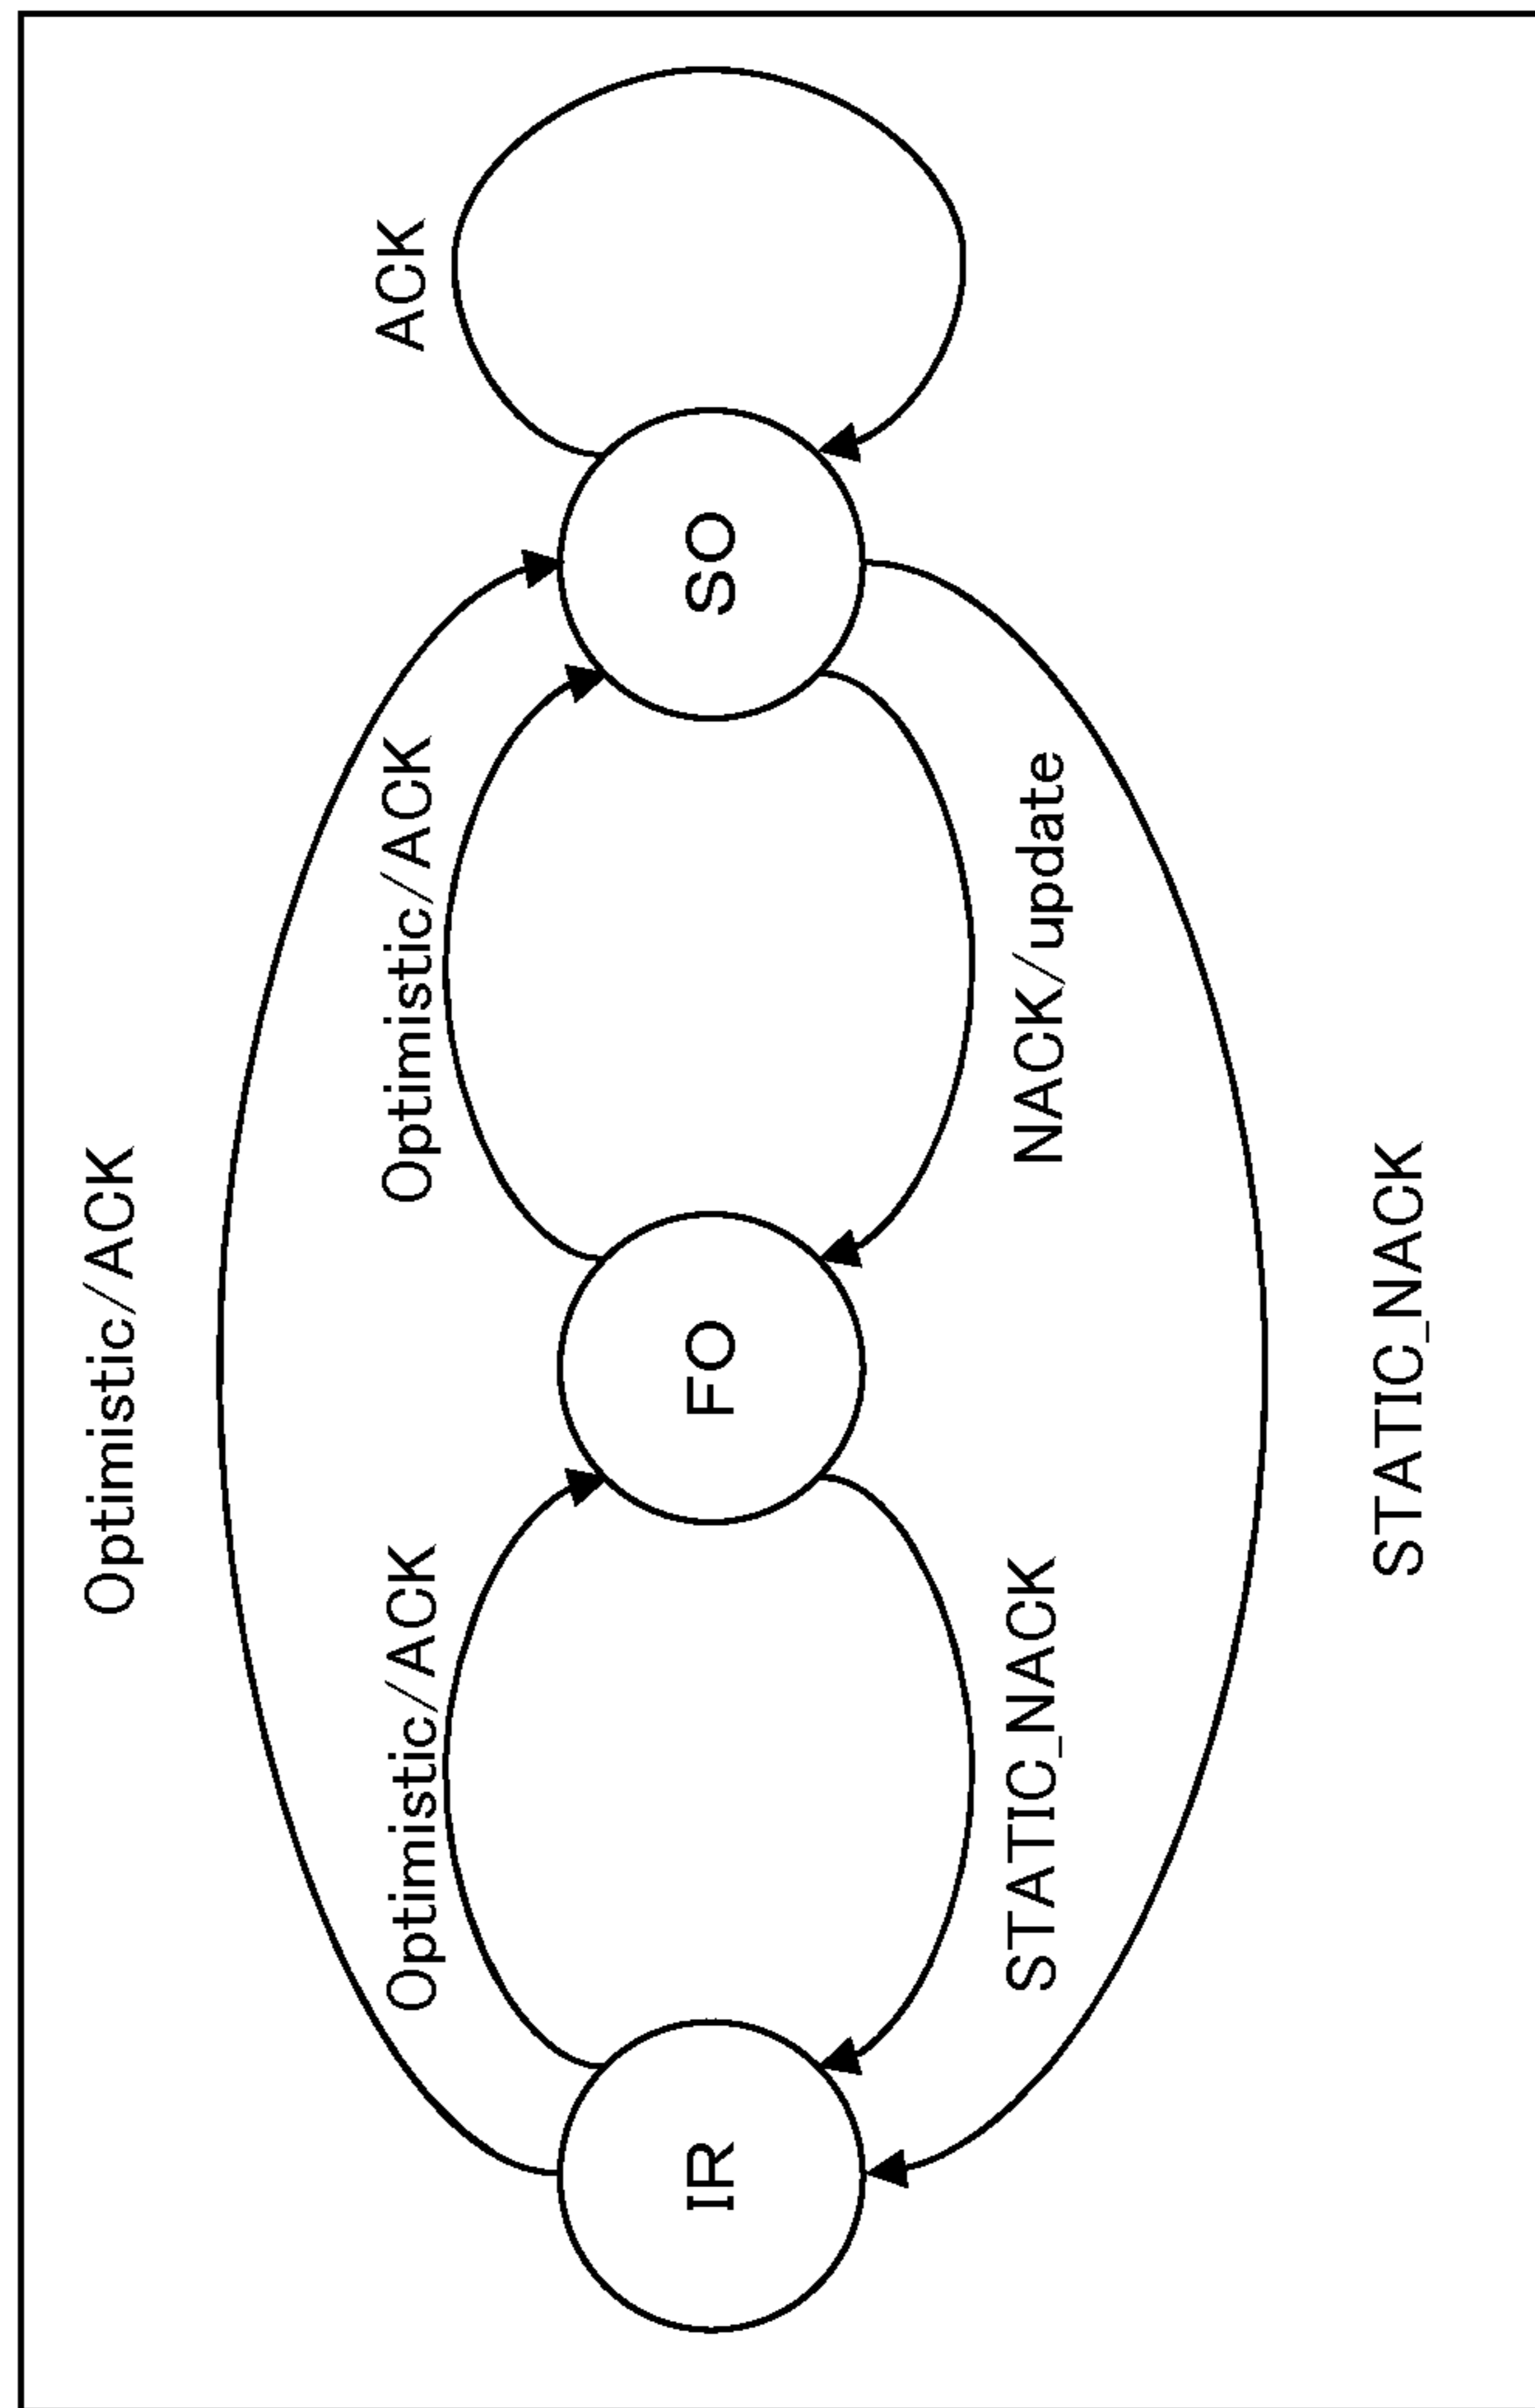 Optimistic/ACK
Optimistic/ACK
Optimistic/ACK
ACK
IR
FO
SO
STATIC_NACK
NACK/update
STATIC_NACK